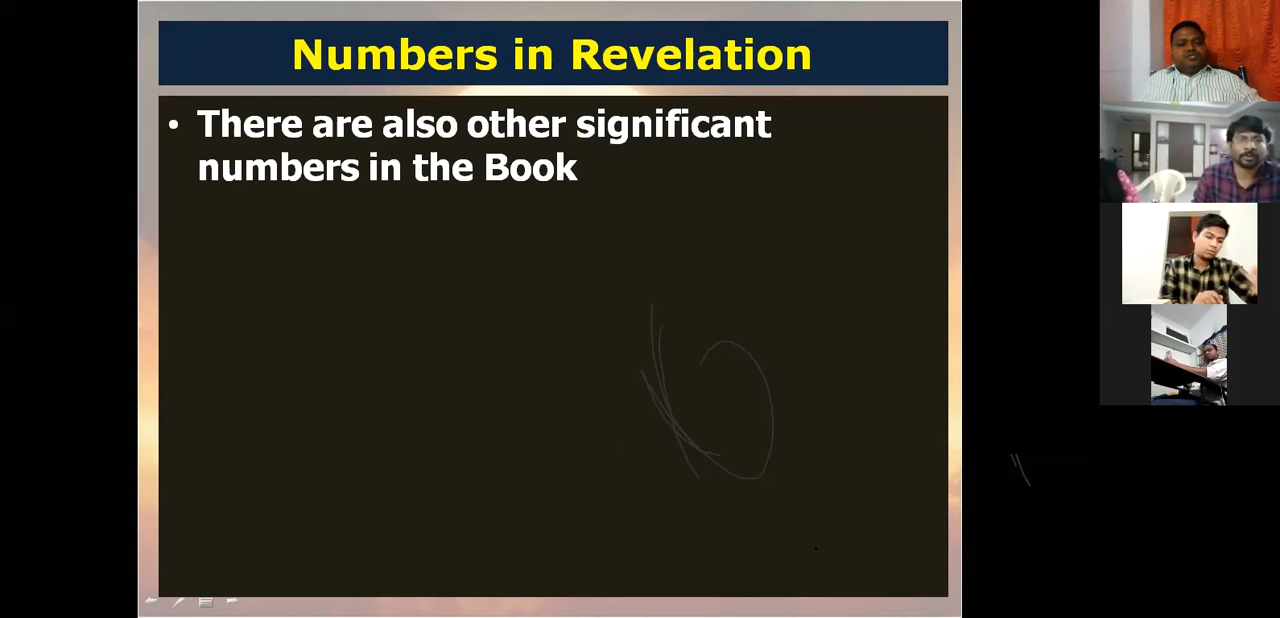 Numbers in Revelation
• There are also other significant
numbers in the Book